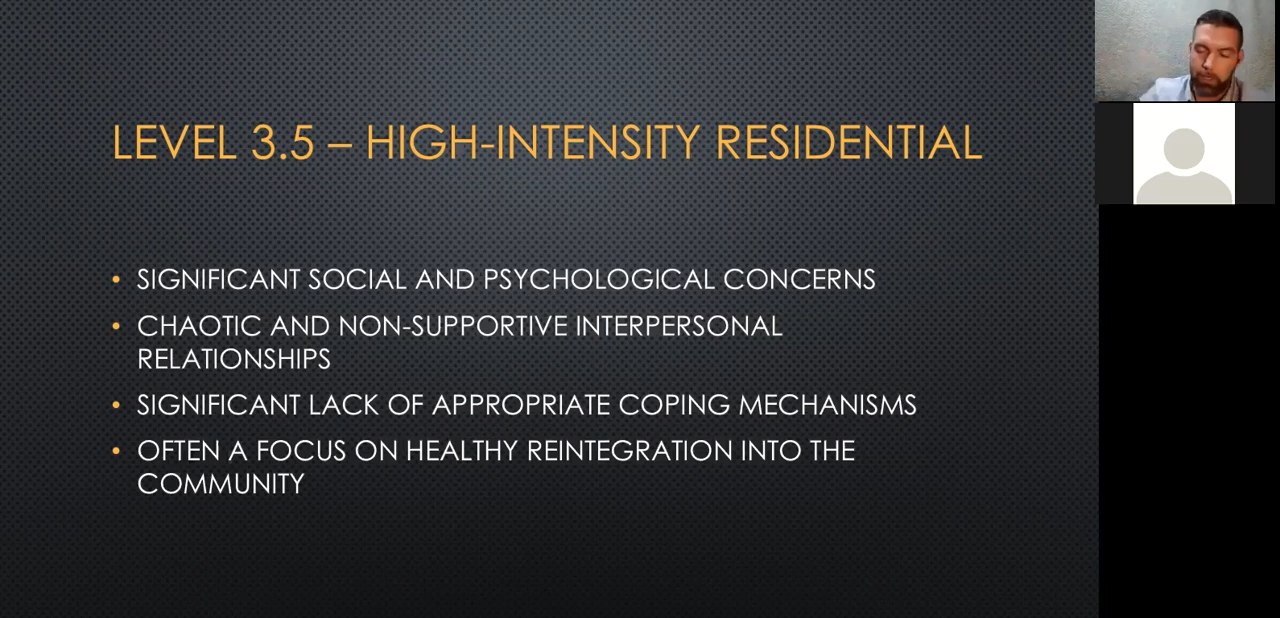 LEVEL 3.5 – HIGH-INTENSITY RESIDENTIAL
• SIGNIFICANT SOCIAL AND PSYCHOLOGICAL CONCERNS
• CHAOTIC AND NON-SUPPORTIVE INTERPERSONAL
RELATIONSHIPS
• SIGNIFICANT LACK OF APPROPRIATE COPING MECHANISMS
• OFTEN A FOCUS ON HEALTHY REINTEGRATION INTO THE
COMMUNITY